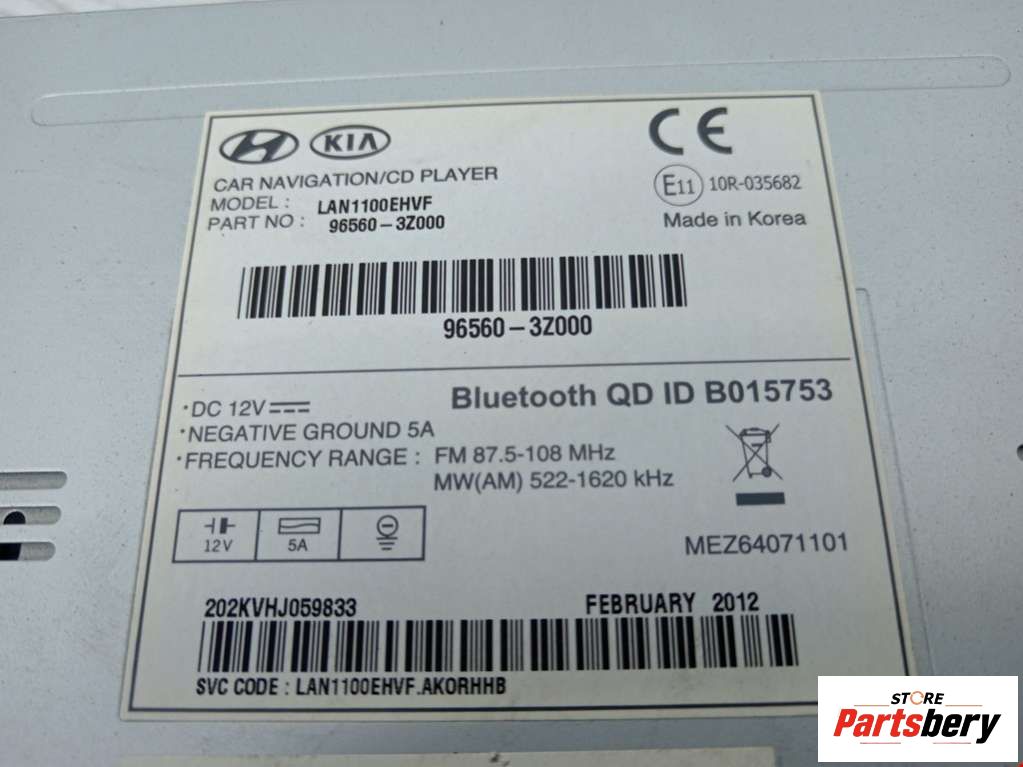 KIA
CE
CAR NAVIGATION/CD PLAYER
E11 10R-035682
MODEL : LAN1100EHVF
PART NO : 96560-3Z000
Made in Korea
96560-3Z000
Bluetooth QD ID B015753
·DC 12V
·NEGATIVE GROUND 5A
·FREQUENCY RANGE : FM 87.5-108 MHz
MW(AM) 522-1620 kHz
12V 5A
MEZ64071101
202KVHJ059833 FEBRUARY 2012
SVC CODE : LAN1100EHVF.AKORHHB
STORE
Partsbery